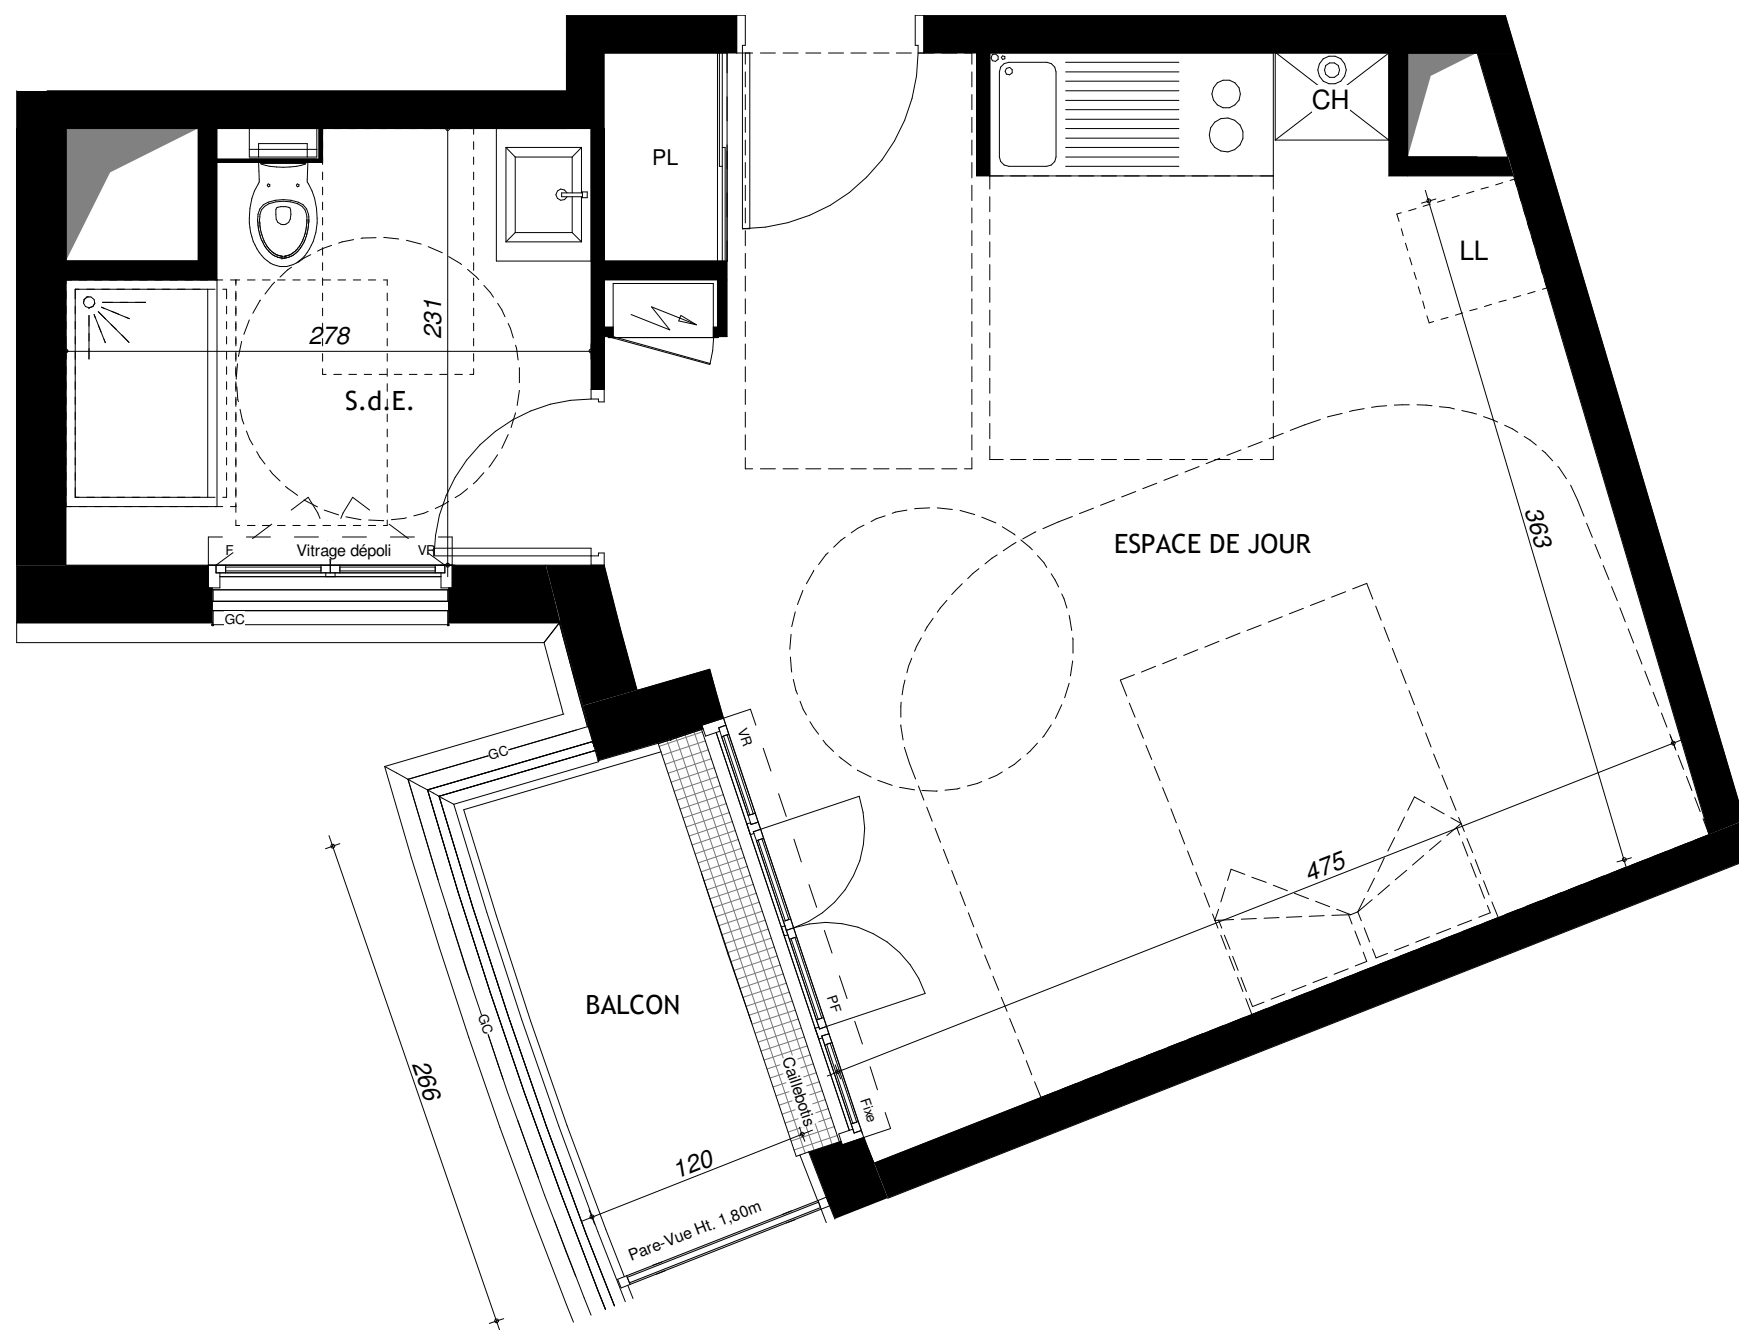 CH
PL
LL
231
278
S.d.E.
363
ESPACE DE JOUR
F
Vitrage dépoli
VR
GC
GC
VR
475
BALCON
PF
GC
266
Caillebotis
Fixe
120
Pare-Vue Ht. 1,80m